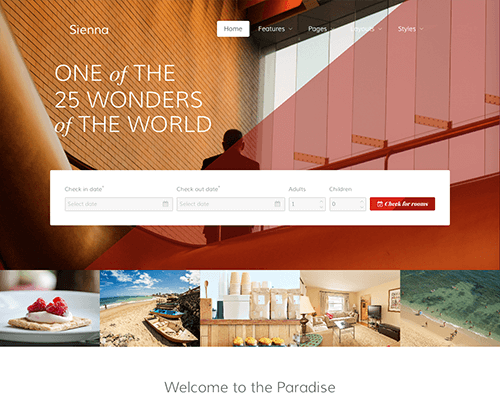 Sienna
Home Features Pages Layouts Styles
ONE of THE
25 WONDERS
of THE WORLD
Check in date* Check out date* Adults Children
Select date Select date 1 0 Check for rooms
Welcome to the Paradise